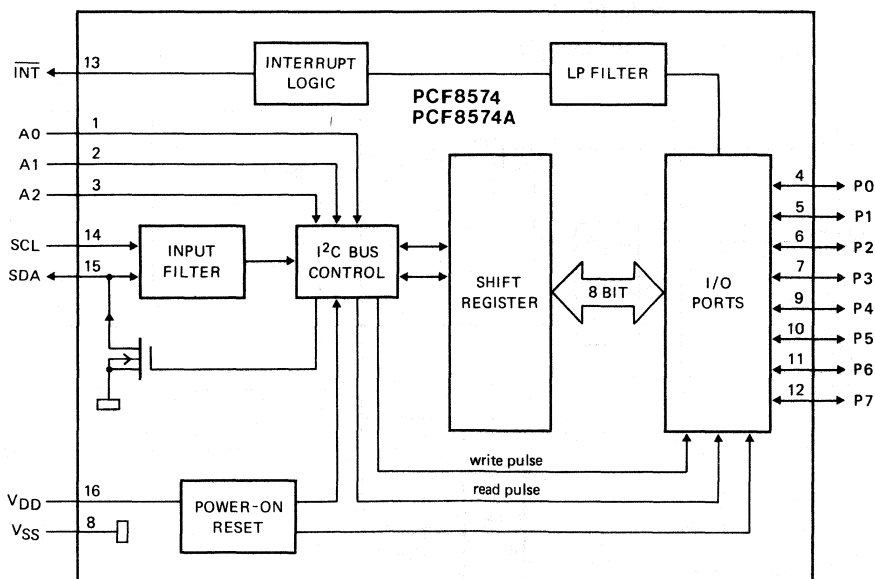 INT
13
INTERRUPT
LOGIC
LP FILTER
PCF8574
PCF8574A
A0
1
A1
2
A2
3
SCL
14
SDA
15
INPUT
FILTER
I²C BUS
CONTROL
SHIFT
REGISTER
8 BIT
I/O
PORTS
4
P0
5
P1
6
P2
7
P3
9
P4
10
P5
11
P6
12
P7
write pulse
read pulse
VDD
16
VSS
8
POWER-ON
RESET